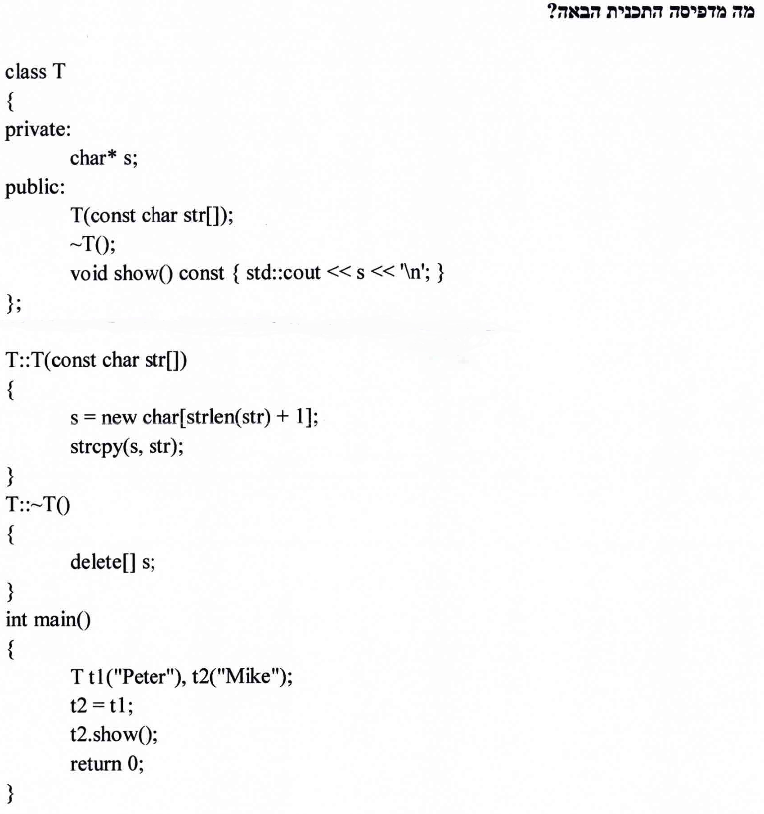 מה מדפיסה התכנית הבאה?
class T
{
private:
char* s;
public:
T(const char str[]);
~T();
void show() const { std::cout << s << '\n'; }
};
T::T(const char str[])
{
s = new char[strlen(str) + 1];
strcpy(s, str);
}
T::~T()
{
delete[] s;
}
int main()
{
T t1("Peter"), t2("Mike");
t2 = t1;
t2.show();
return 0;
}